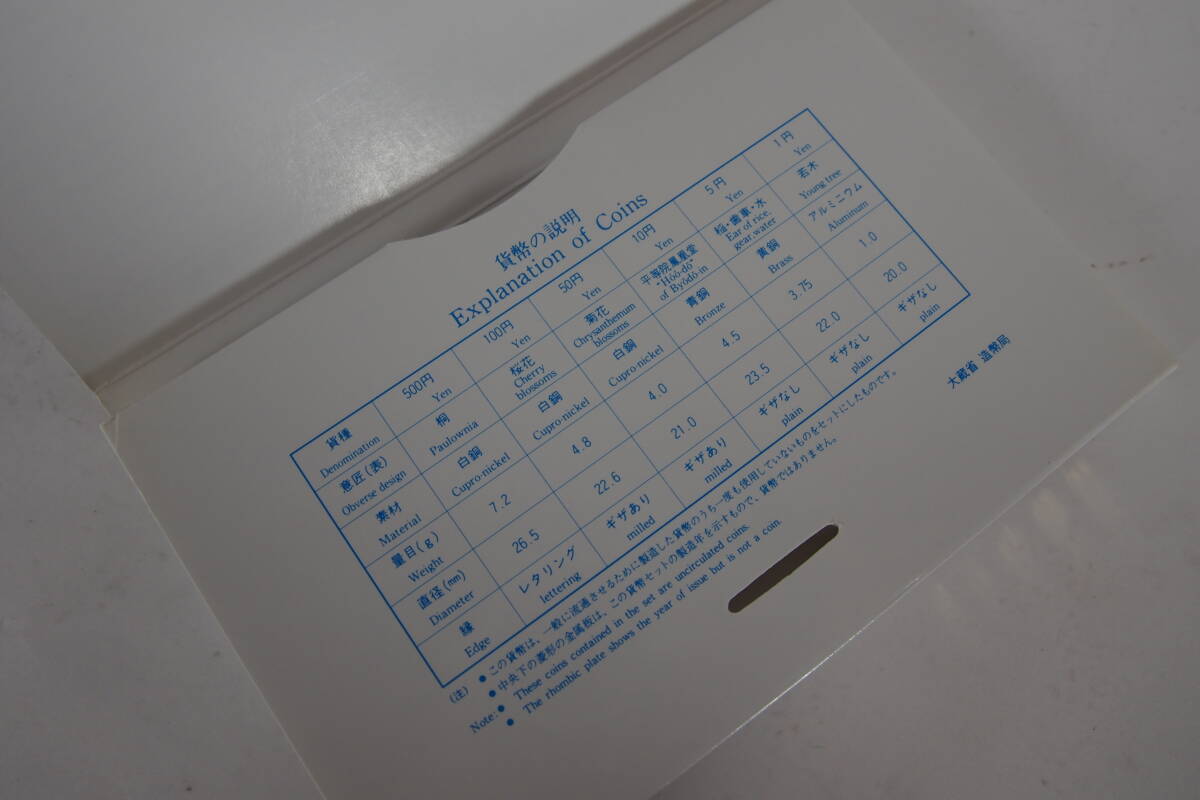 貨幣の説明
Explanation of Coins
貨種 500円 100円 50円 10円 5円 1円
Denomination Yen Yen Yen Yen Yen Yen
意匠(表) 桐 桜花 菊花 平等院鳳凰堂 稲・歯車・水 若木
Obverse design Paulownia Cherry blossoms Chrysanthemum blossoms "Hōō-dō" of Byōdō-in Ear of rice, gear, water Young tree
素材 白銅 白銅 白銅 青銅 黄銅 アルミニウム
Material Cupro-nickel Cupro-nickel Cupro-nickel Bronze Brass Aluminum
量目(g) 7.2 4.8 4.0 4.5 3.75 1.0
Weight
直径(mm) 26.5 22.6 21.0 23.5 22.0 20.0
Diameter
縁 レタリング ギザあり ギザあり ギザなし ギザなし ギザなし
Edge lettering milled milled plain plain plain
(注) ●この貨幣は、一般に流通させるために製造した貨幣のうち一度も使用していないものをセットにしたものです。
●中央下の菱形の金属板は、この貨幣セットの製造年を示すもので、貨幣ではありません。
Note:● These coins contained in the set are uncirculated coins.
● The rhombic plate shows the year of issue but is not a coin.
大蔵省 造幣局